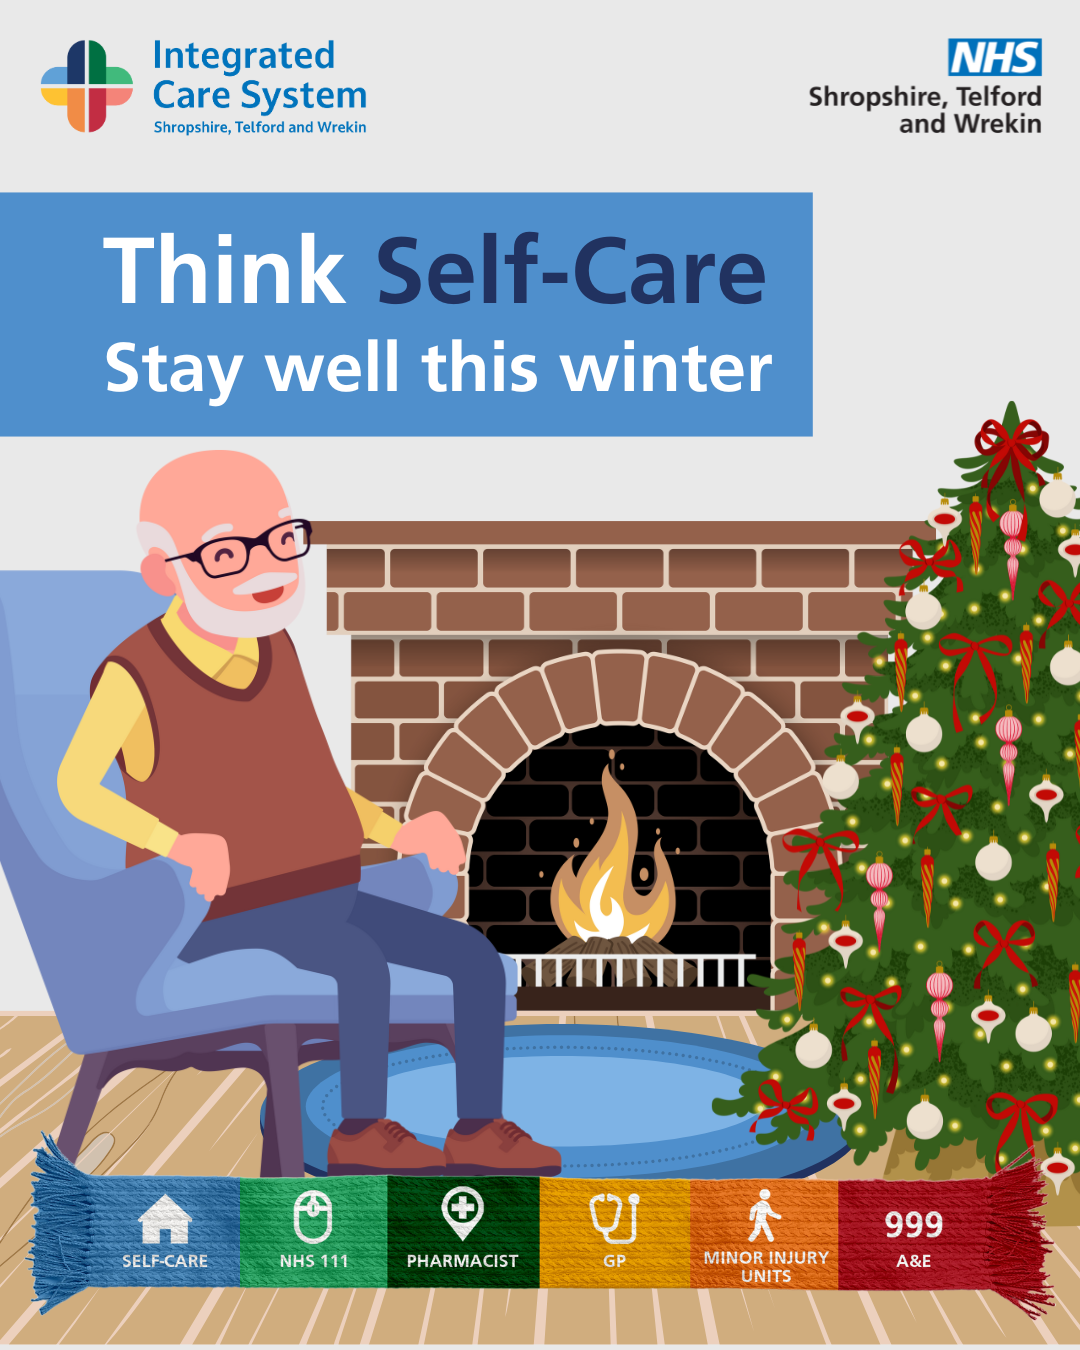 Integrated
Care System
Shropshire, Telford and Wrekin
NHS
Shropshire, Telford
and Wrekin
Think Self-Care
Stay well this winter
SELF-CARE
NHS 111
PHARMACIST
GP
MINOR INJURY
UNITS
999
A&E